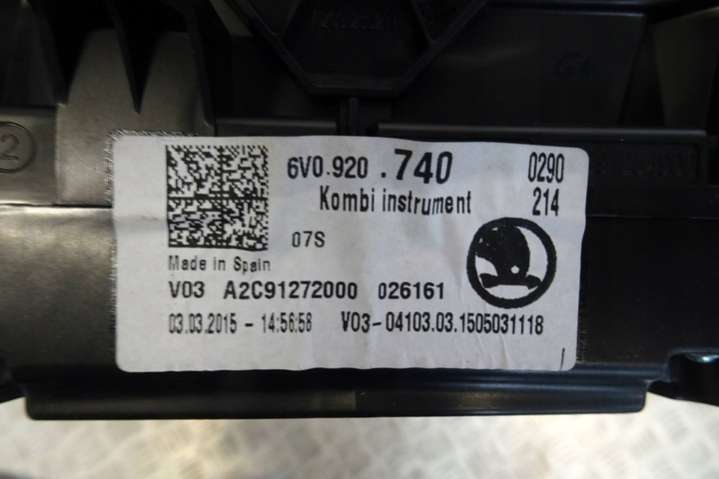 6V0.920 .740 0290
Kombi instrument 214
07S
Made in Spain
V03 A2C91272000 026161
03.03.2015 - 14:56:58 V03-04103.03.1505031118